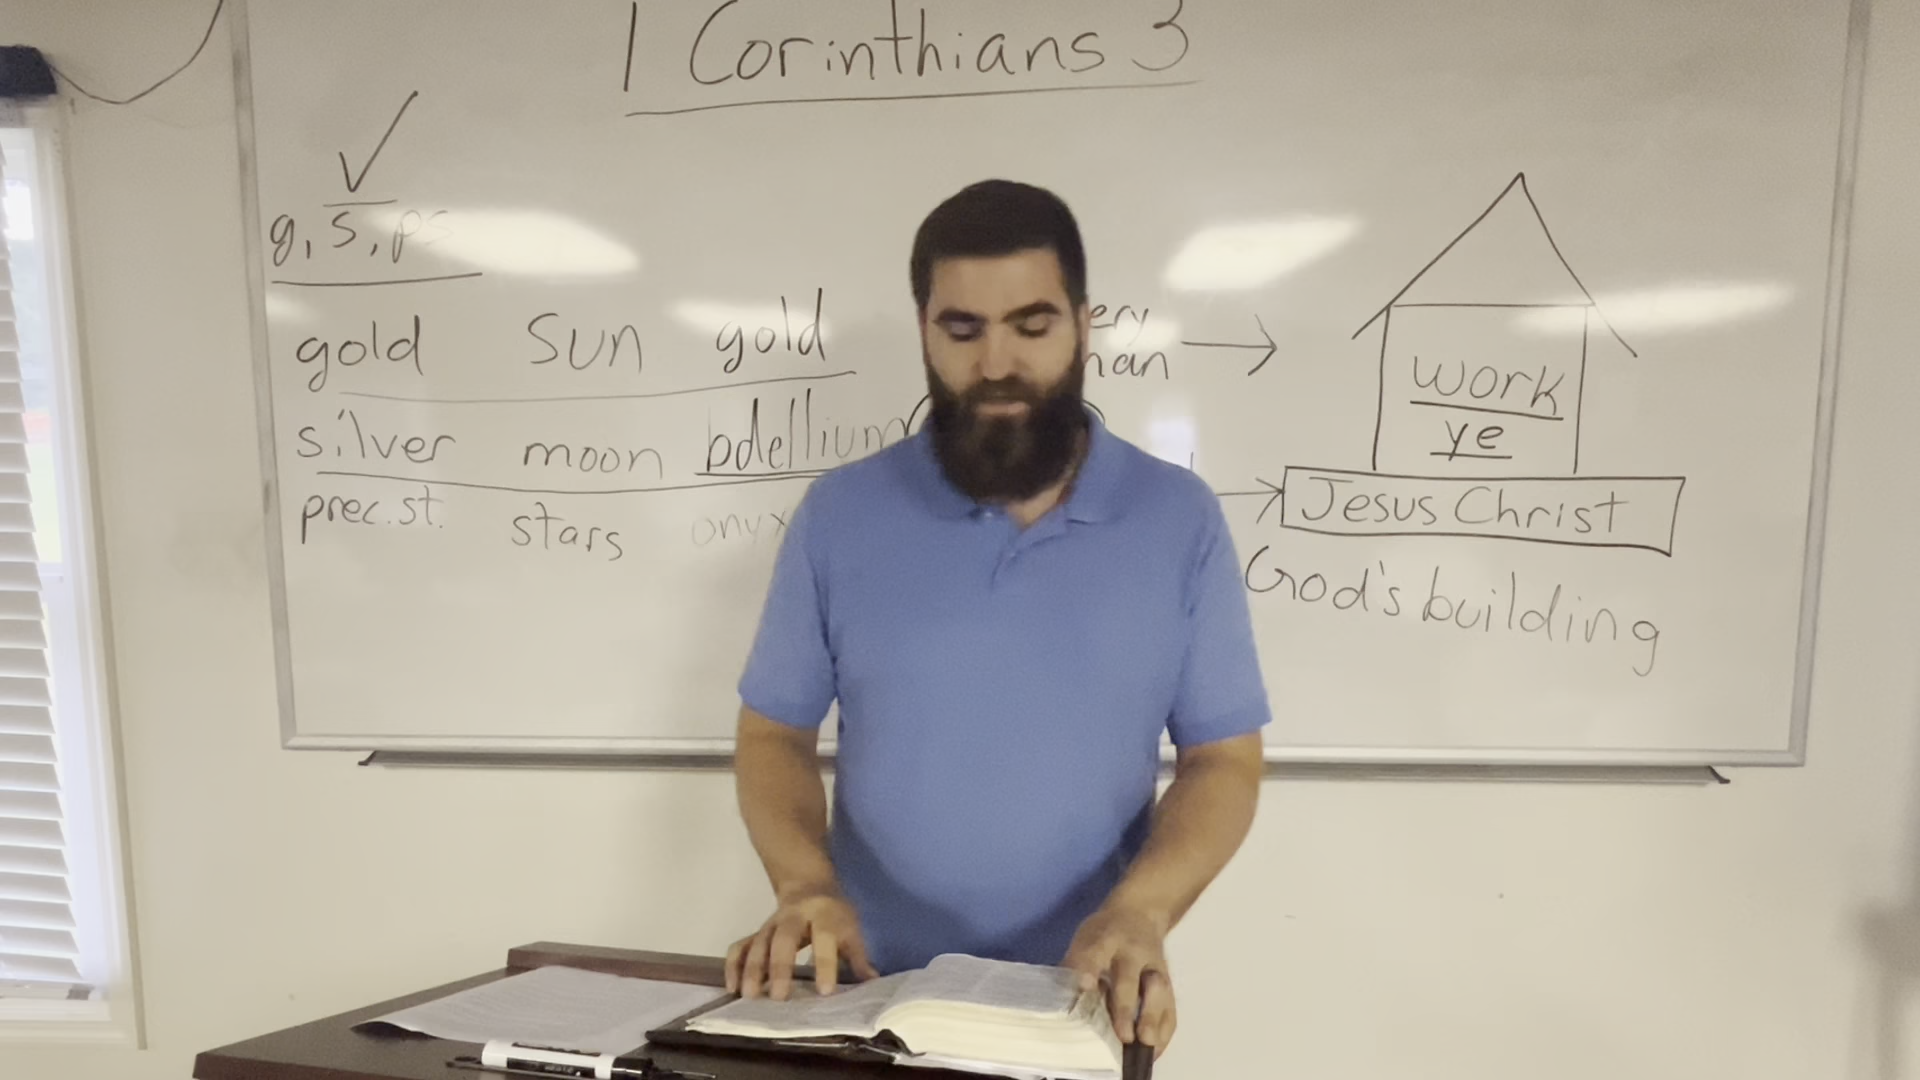 1 Corinthians 3
✓
g, s, ps
gold sun gold
silver moon bdellium
prec. st. stars onyx
work
ye
Jesus Christ
God's building